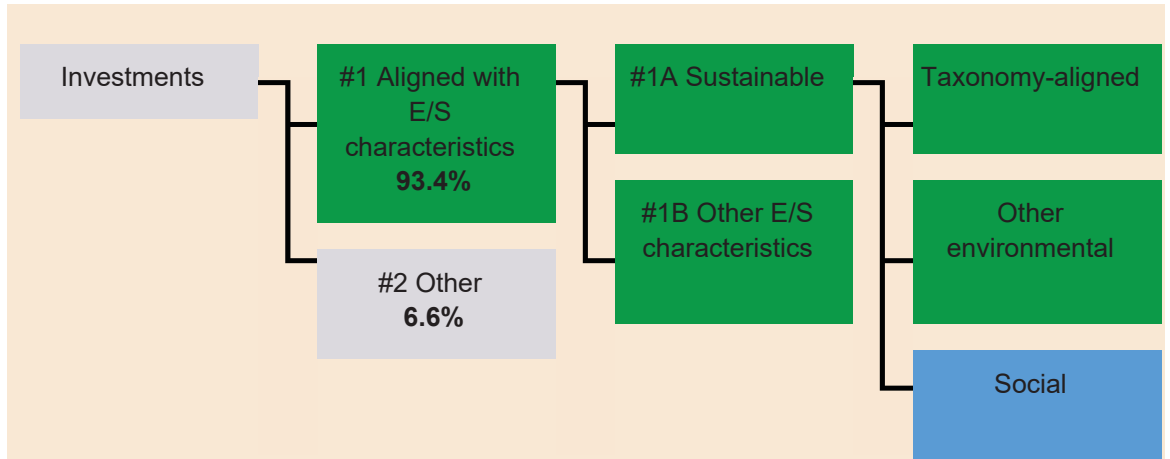 Investments
#1 Aligned with
E/S
characteristics
93.4%
#2 Other
6.6%
#1A Sustainable
#1B Other E/S
characteristics
Taxonomy-aligned
Other
environmental
Social